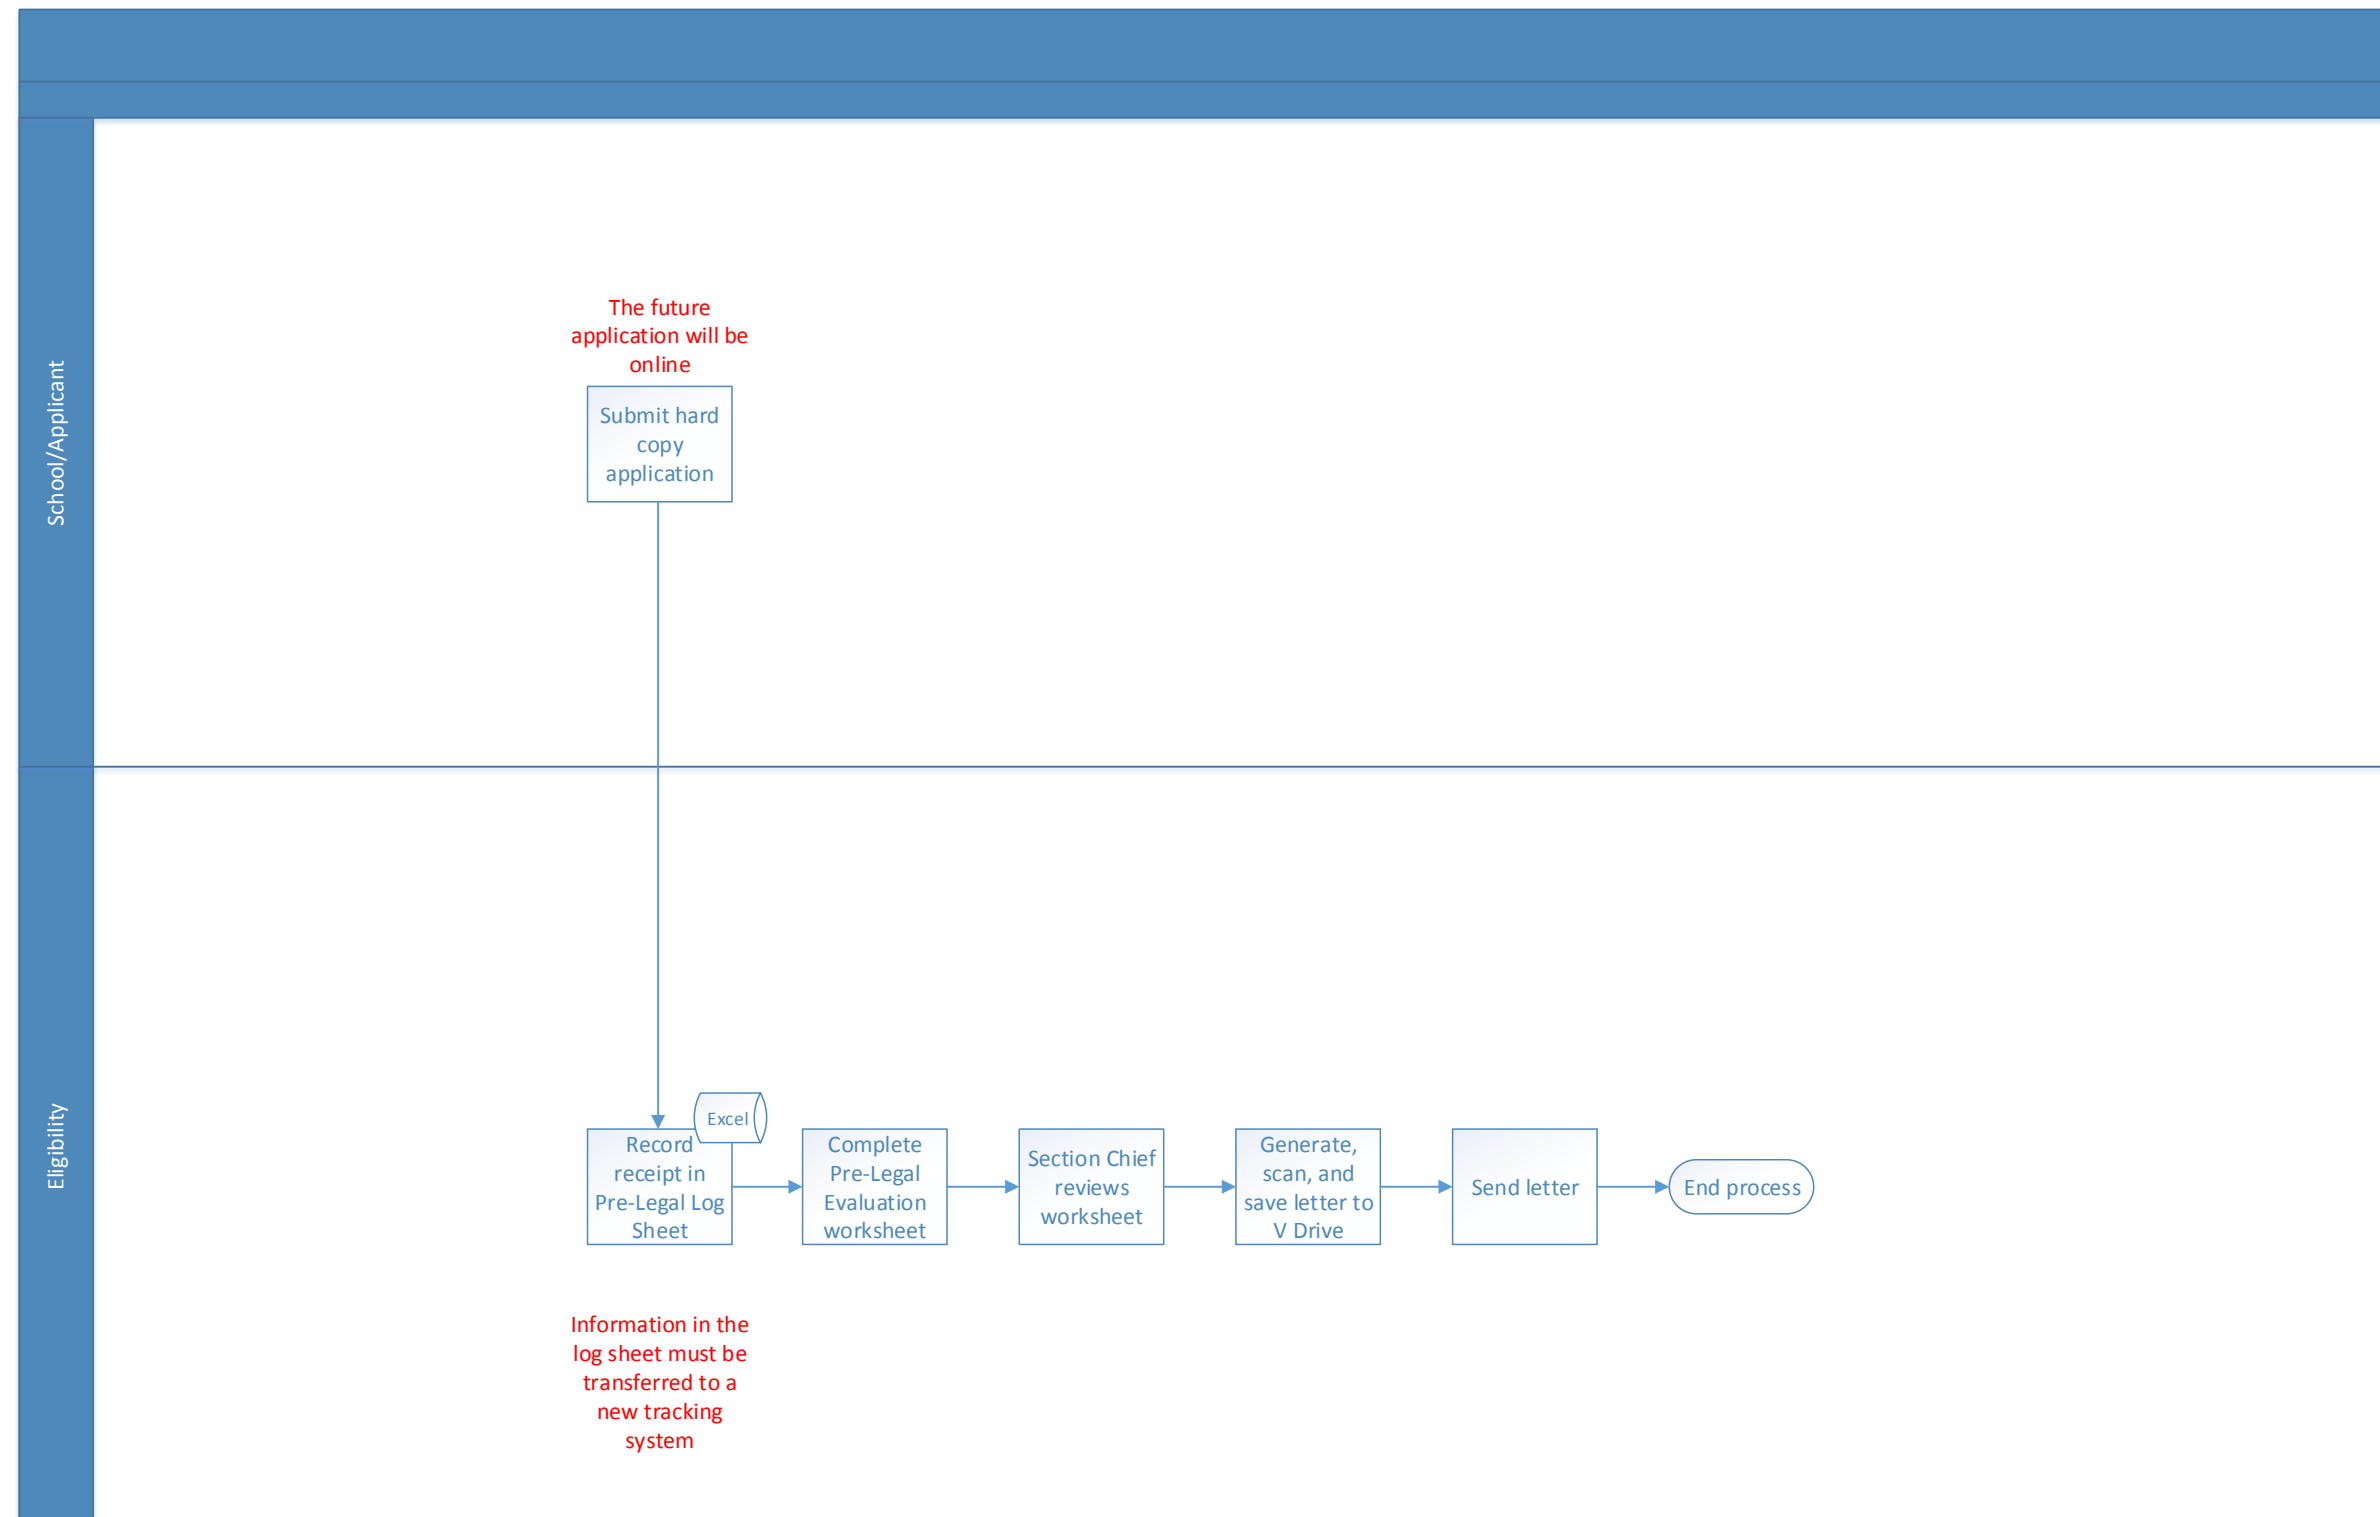 School/Applicant
The future
application will be
online
Submit hard
copy
application
Eligibility
Excel
Record
receipt in
Pre-Legal Log
Sheet
Complete
Pre-Legal
Evaluation
worksheet
Section Chief
reviews
worksheet
Generate,
scan, and
save letter to
V Drive
Send letter
End process
Information in the
log sheet must be
transferred to a
new tracking
system